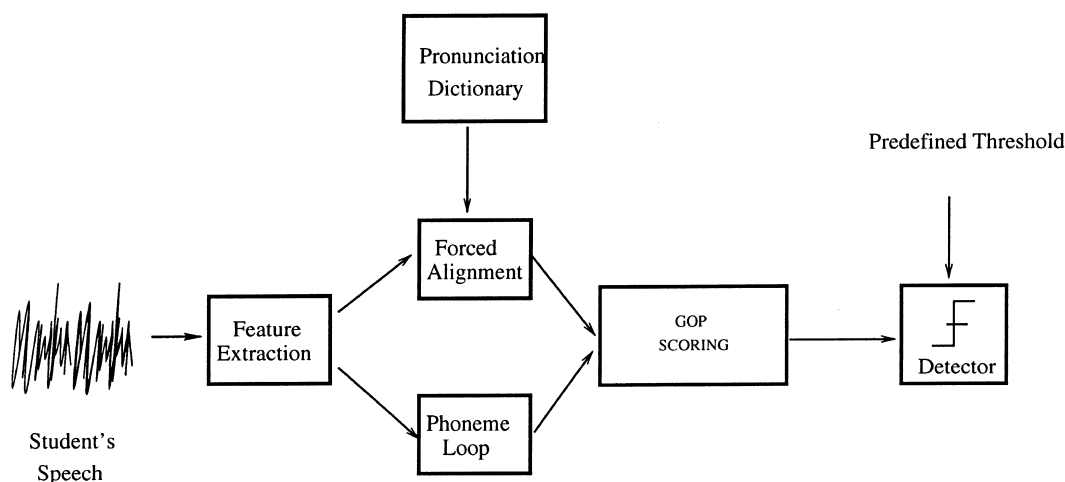 Pronunciation
Dictionary
Predefined Threshold
Forced
Alignment
Feature
Extraction
GOP
SCORING
Detector
Phoneme
Loop
Student's
Speech